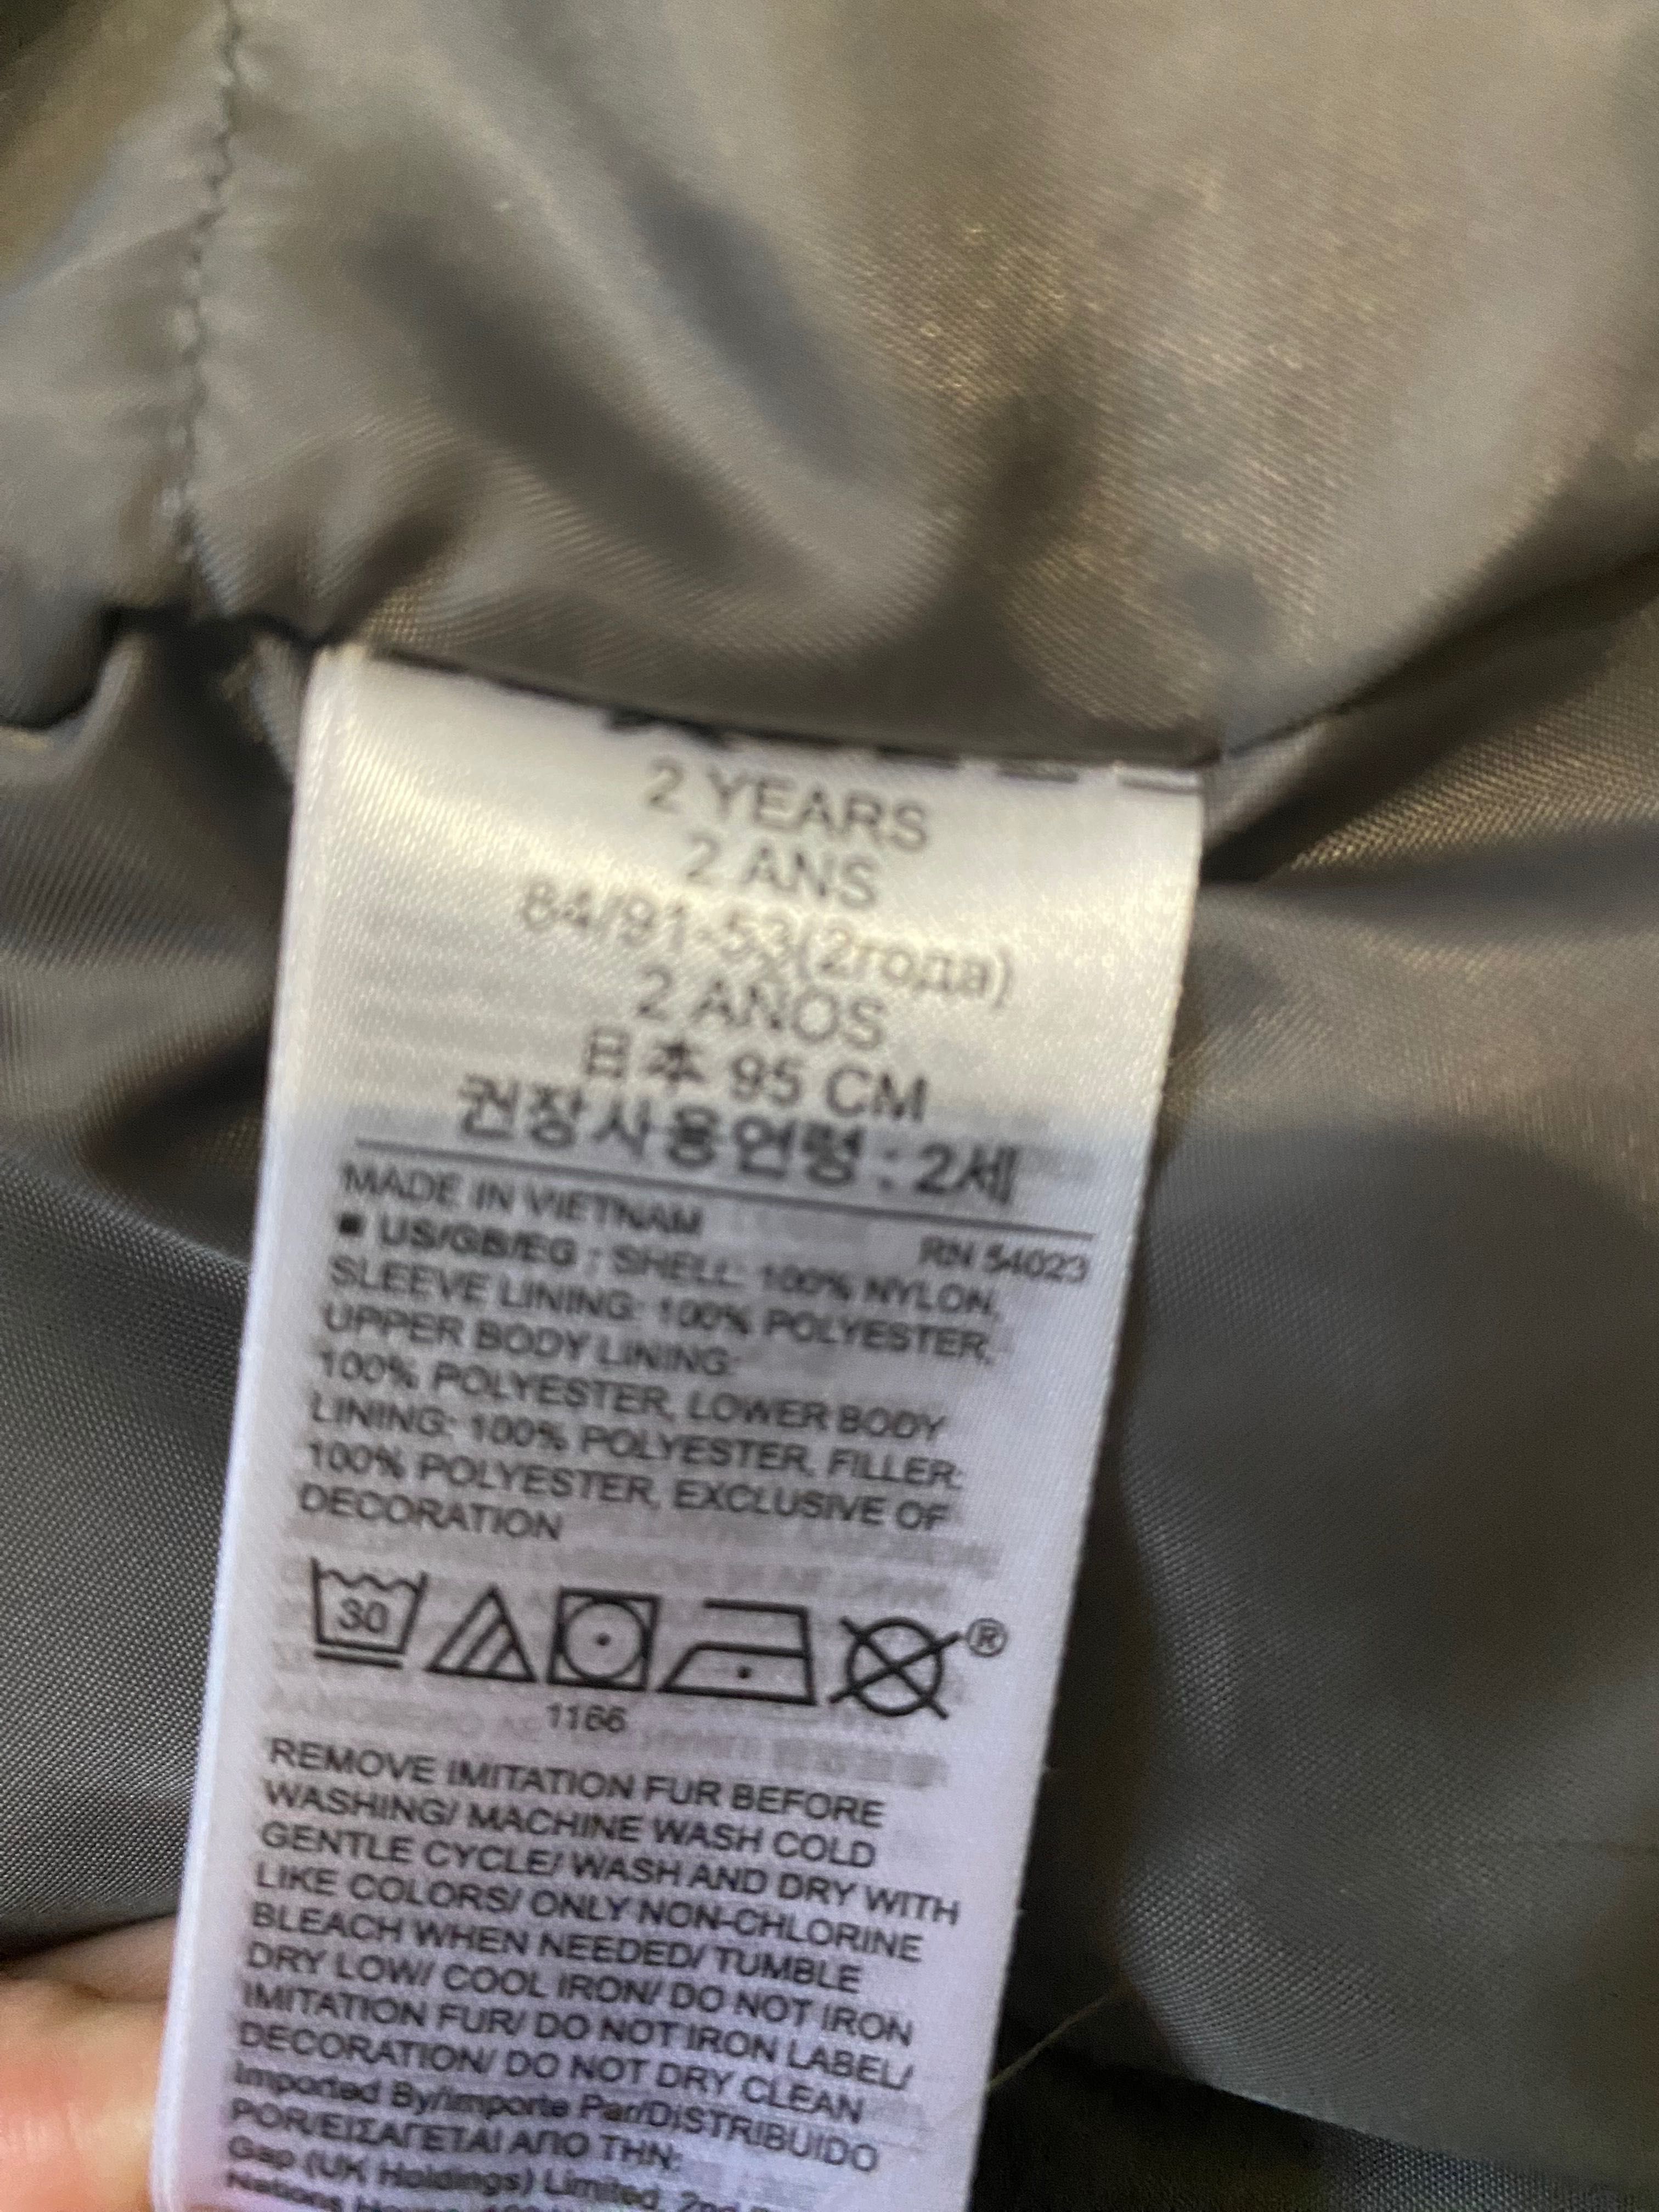 2 YEARS
2 ANS
84/91-53(2года)
2 ANOS
日本 95 CM
권장사용연령 : 2세
MADE IN VIETNAM
RN 54023
■ US/GB/EG : SHELL: 100% NYLON,
SLEEVE LINING: 100% POLYESTER,
UPPER BODY LINING:
100% POLYESTER, LOWER BODY
LINING: 100% POLYESTER, FILLER:
100% POLYESTER, EXCLUSIVE OF
DECORATION
30
®
1166
REMOVE IMITATION FUR BEFORE
WASHING/ MACHINE WASH COLD
GENTLE CYCLE/ WASH AND DRY WITH
LIKE COLORS/ ONLY NON-CHLORINE
BLEACH WHEN NEEDED/ TUMBLE
DRY LOW/ COOL IRON/ DO NOT IRON
IMITATION FUR/ DO NOT IRON LABEL/
DECORATION/ DO NOT DRY CLEAN
Imported By/Importe Par/DISTRIBUIDO
POR/ΕΙΣΑΓΕΤΑΙ ΑΠΟ ΤΗΝ:
Gap (UK Holdings) Limited, 2nd